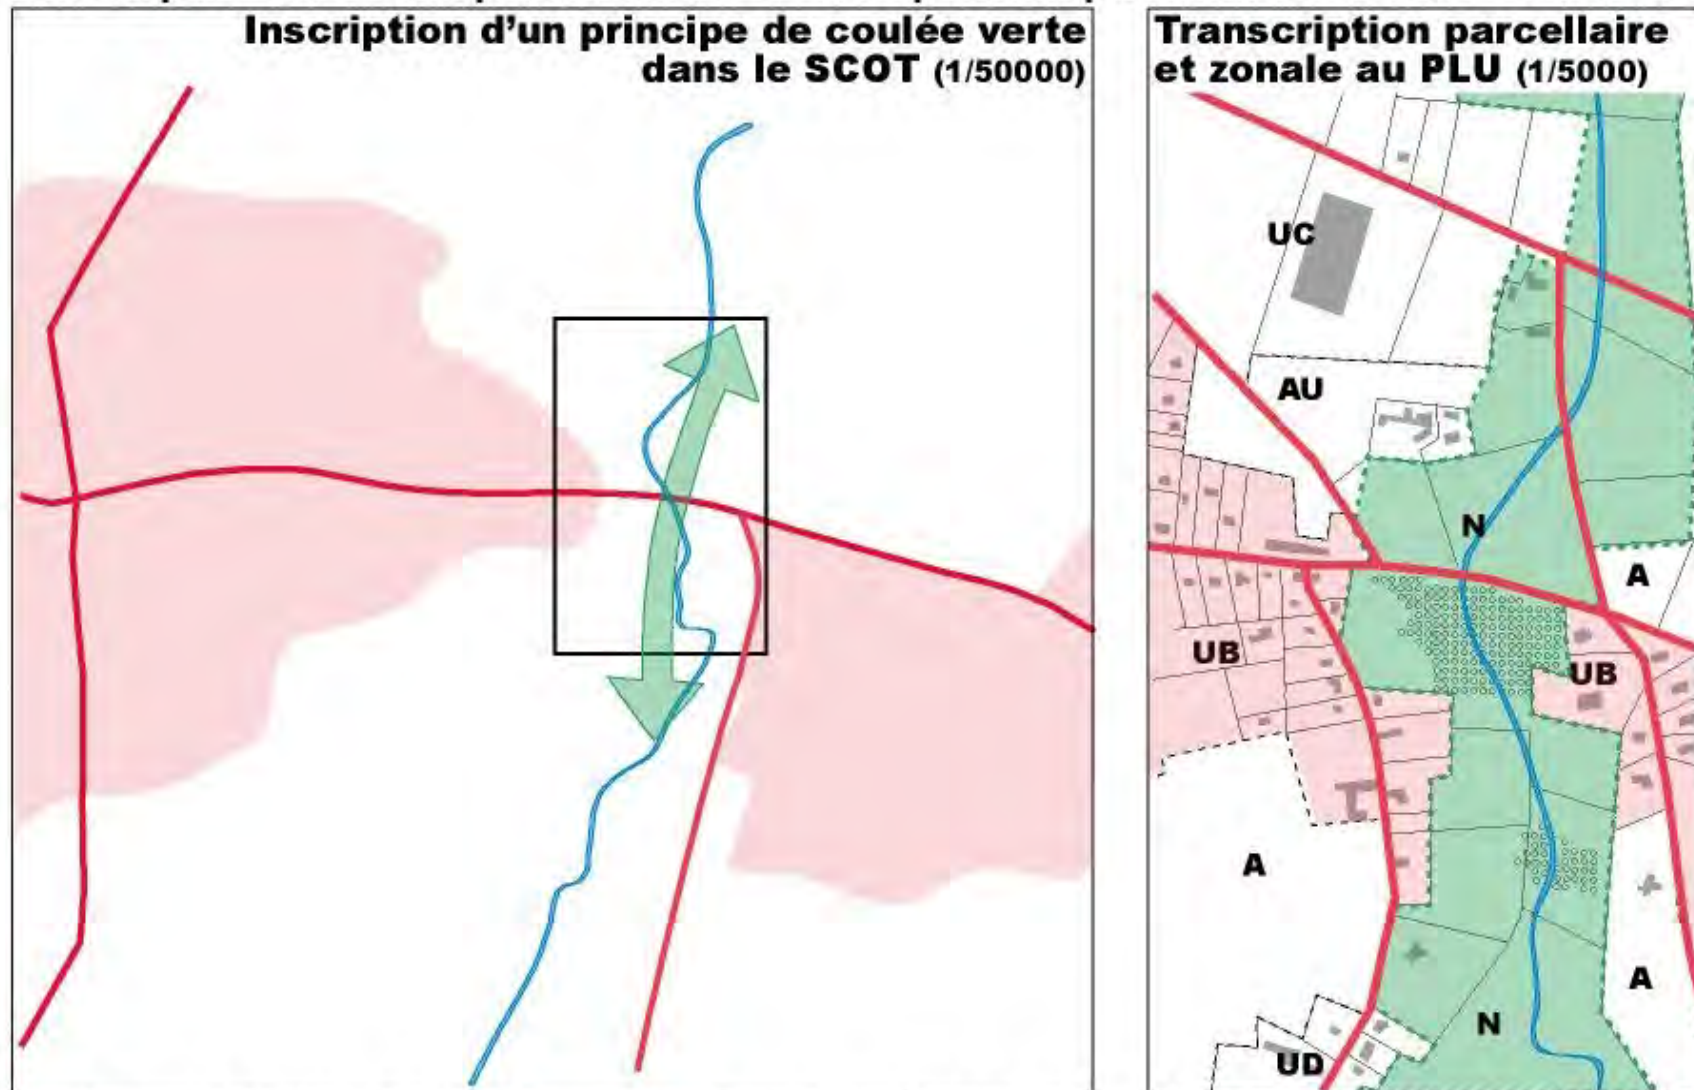 Inscription d'un principe de coulée verte
dans le SCOT (1/50000)
Transcription parcellaire
et zonale au PLU (1/5000)
UC
AU
N
A
UB
UB
A
A
N
UD